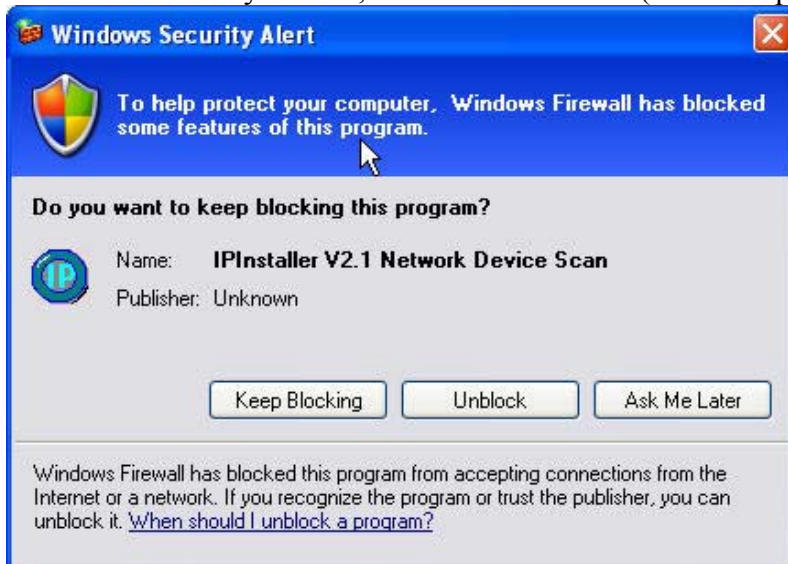 Windows Security Alert
To help protect your computer, Windows Firewall has blocked
some features of this program.
Do you want to keep blocking this program?
IP
Name: IPInstaller V2.1 Network Device Scan
Publisher: Unknown
Keep Blocking Unblock Ask Me Later
Windows Firewall has blocked this program from accepting connections from the
Internet or a network. If you recognize the program or trust the publisher, you can
unblock it. When should I unblock a program?